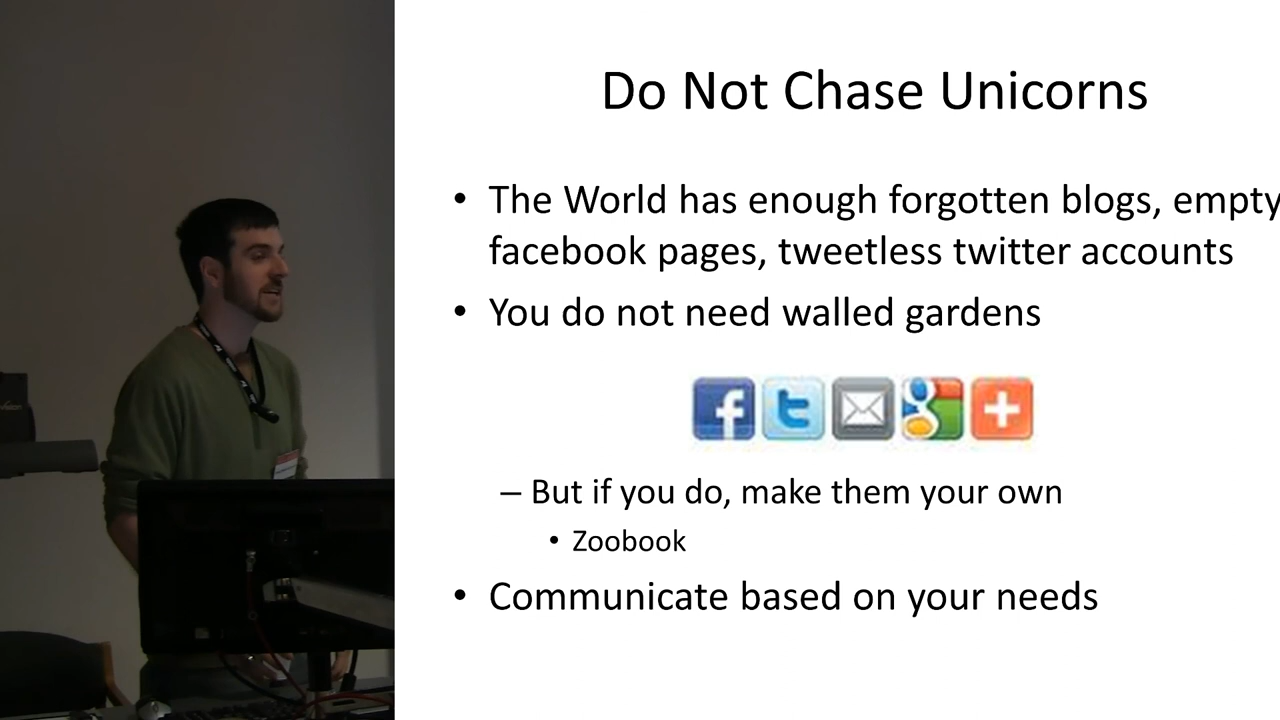 Do Not Chase Unicorns
• The World has enough forgotten blogs, empty
facebook pages, tweetless twitter accounts
• You do not need walled gardens
f t g +
– But if you do, make them your own
• Zoobook
• Communicate based on your needs